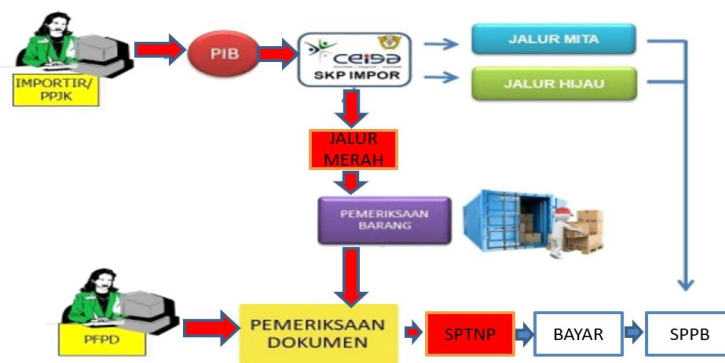 IMPORTIR/
PPJK
PIB
ceisa
SKP IMPOR
JALUR MITA
JALUR HIJAU
JALUR
MERAH
PEMERIKSAAN
BARANG
PFPD
PEMERIKSAAN
DOKUMEN
SPTNP
BAYAR
SPPB